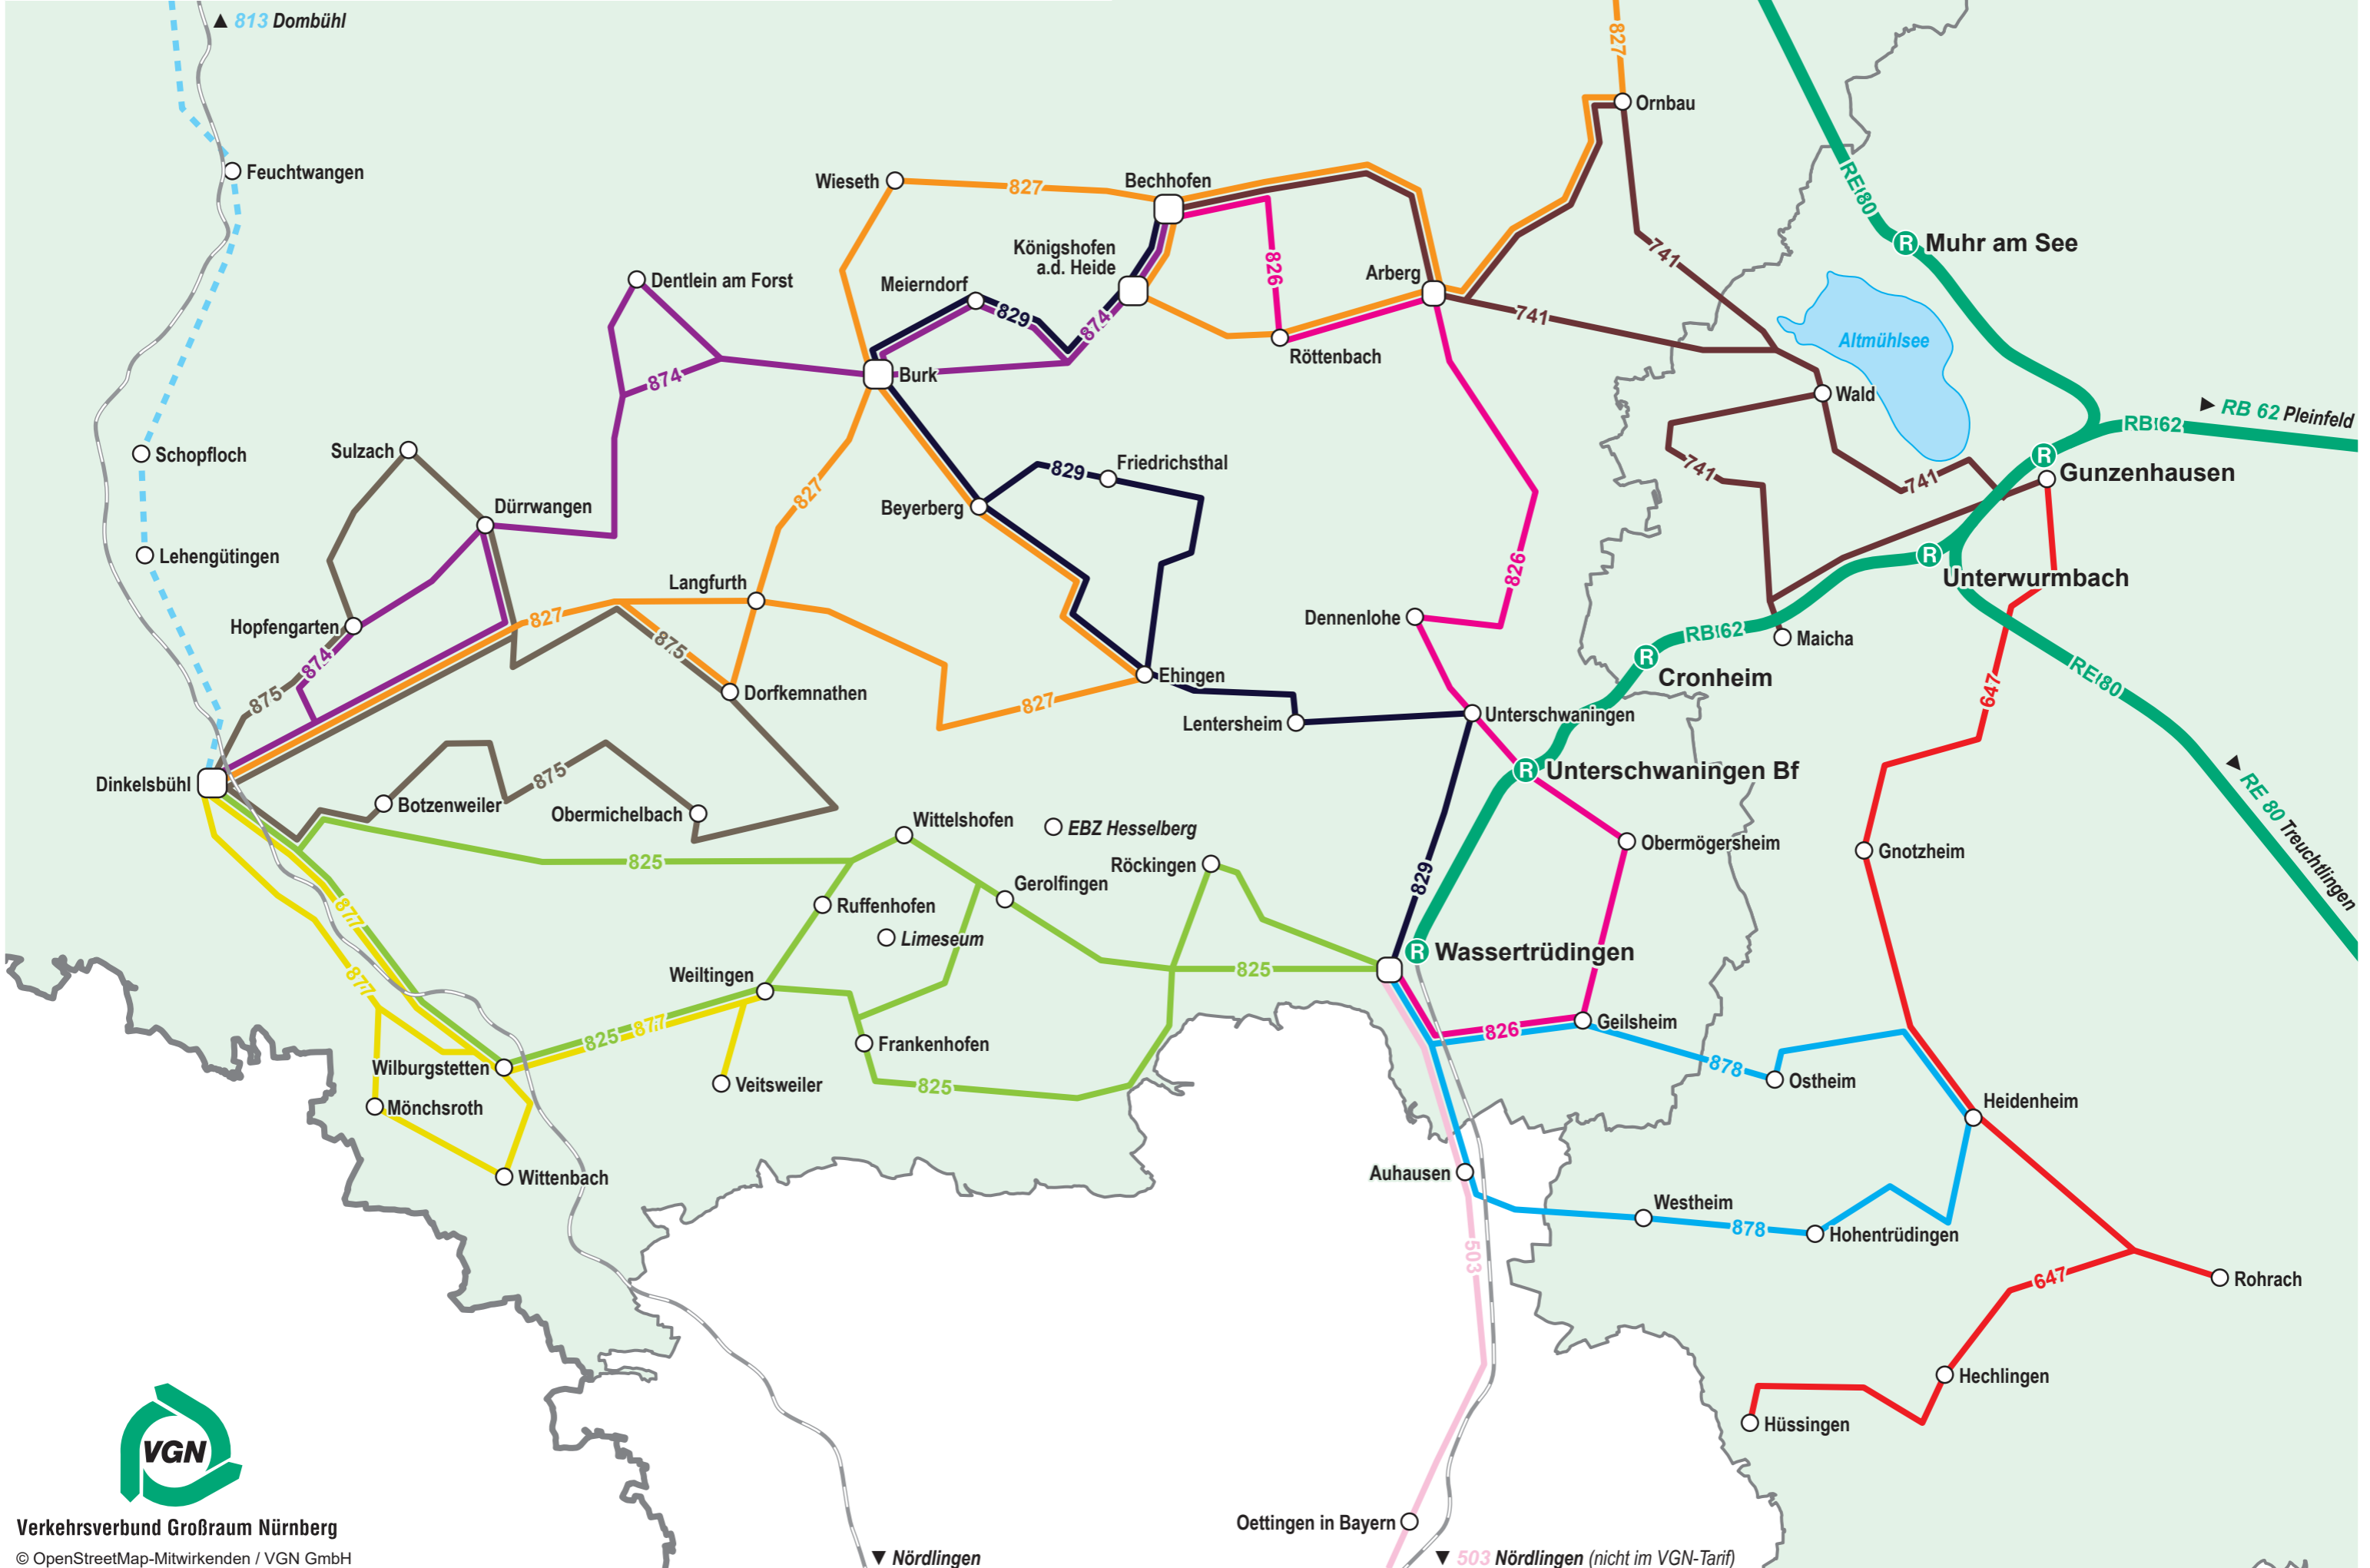 ▲ 813 Dombühl
827
Ornbau
Feuchtwangen
Wieseth
827
Bechhofen
RE 80
Muhr am See
Königshofen
a.d. Heide
826
741
Dentlein am Forst
Meierndorf
829
874
Arberg
741
Altmühlsee
Röttenbach
874
Burk
Wald
► RB 62 Pleinfeld
RB 62
Schopfloch
Sulzach
829
Friedrichsthal
741
741
Gunzenhausen
827
Dürrwangen
Beyerberg
Lehengütingen
826
Unterwurmbach
Langfurth
Dennenlohe
827
Hopfengarten
875
RB 62
Maicha
874
Cronheim
RE 80
875
Dorfkemnathen
Ehingen
827
647
Lentersheim
Unterschwaningen
Dinkelsbühl
875
Unterschwaningen Bf
Botzenweiler
Obermichelbach
Wittelshofen
EBZ Hesselberg
▼ RE 80 Treuchtlingen
Obermögersheim
825
Röckingen
Gnotzheim
829
Gerolfingen
877
Ruffenhofen
Limeseum
Wassertrüdingen
877
Weiltingen
825
825
877
826
Geilsheim
Frankenhofen
878
Wilburgstetten
Veitsweiler
825
Ostheim
Mönchsroth
Heidenheim
Wittenbach
Auhausen
Westheim
878
Hohentrüdingen
503
647
Rohrach
Hechlingen
Hüssingen
VGN
Oettingen in Bayern
Verkehrsverbund Großraum Nürnberg
© OpenStreetMap-Mitwirkenden / VGN GmbH
▼ Nördlingen
▼ 503 Nördlingen (nicht im VGN-Tarif)